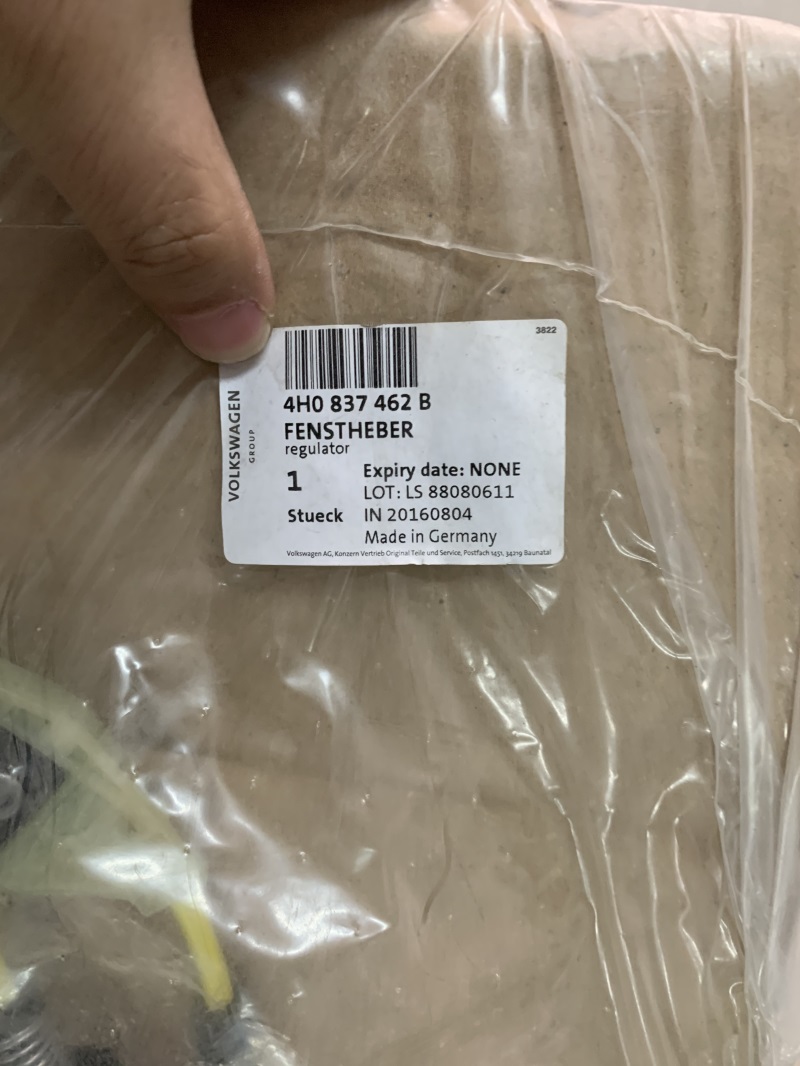 3822
4H0 837 462 B
FENSTHEBER
regulator
VOLKSWAGEN
GROUP
1
Expiry date: NONE
LOT: LS 88080611
Stueck
IN 20160804
Made in Germany
Volkswagen AG, Konzern Vertrieb Original Teile und Service, Postfach 1451, 34219 Baunatal